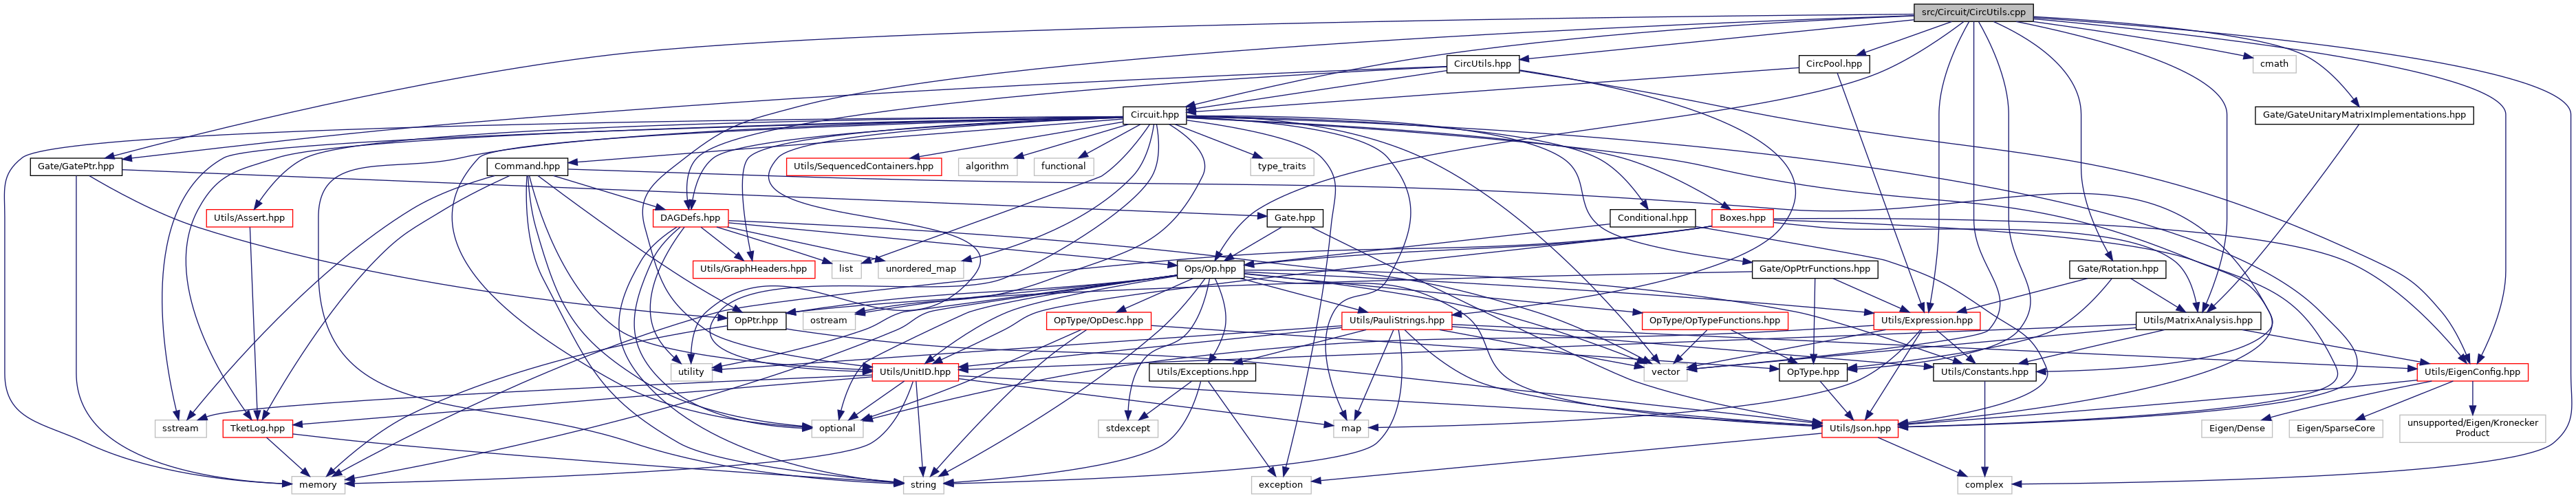 src/Circuit/CircUtils.cpp
CircUtils.hpp
CircPool.hpp
cmath
Circuit.hpp
Gate/GateUnitaryMatrixImplementations.hpp
Gate/GatePtr.hpp
Command.hpp
Utils/SequencedContainers.hpp
algorithm
functional
type_traits
Utils/Assert.hpp
DAGDefs.hpp
Gate.hpp
Conditional.hpp
Boxes.hpp
Utils/GraphHeaders.hpp
list
unordered_map
Ops/Op.hpp
Gate/OpPtrFunctions.hpp
Gate/Rotation.hpp
OpPtr.hpp
ostream
OpType/OpDesc.hpp
Utils/PauliStrings.hpp
OpType/OpTypeFunctions.hpp
Utils/Expression.hpp
Utils/MatrixAnalysis.hpp
utility
Utils/UnitID.hpp
Utils/Exceptions.hpp
vector
OpType.hpp
Utils/Constants.hpp
Utils/EigenConfig.hpp
sstream
TketLog.hpp
optional
stdexcept
map
Utils/Json.hpp
Eigen/Dense
Eigen/SparseCore
unsupported/Eigen/Kronecker
Product
memory
string
exception
complex